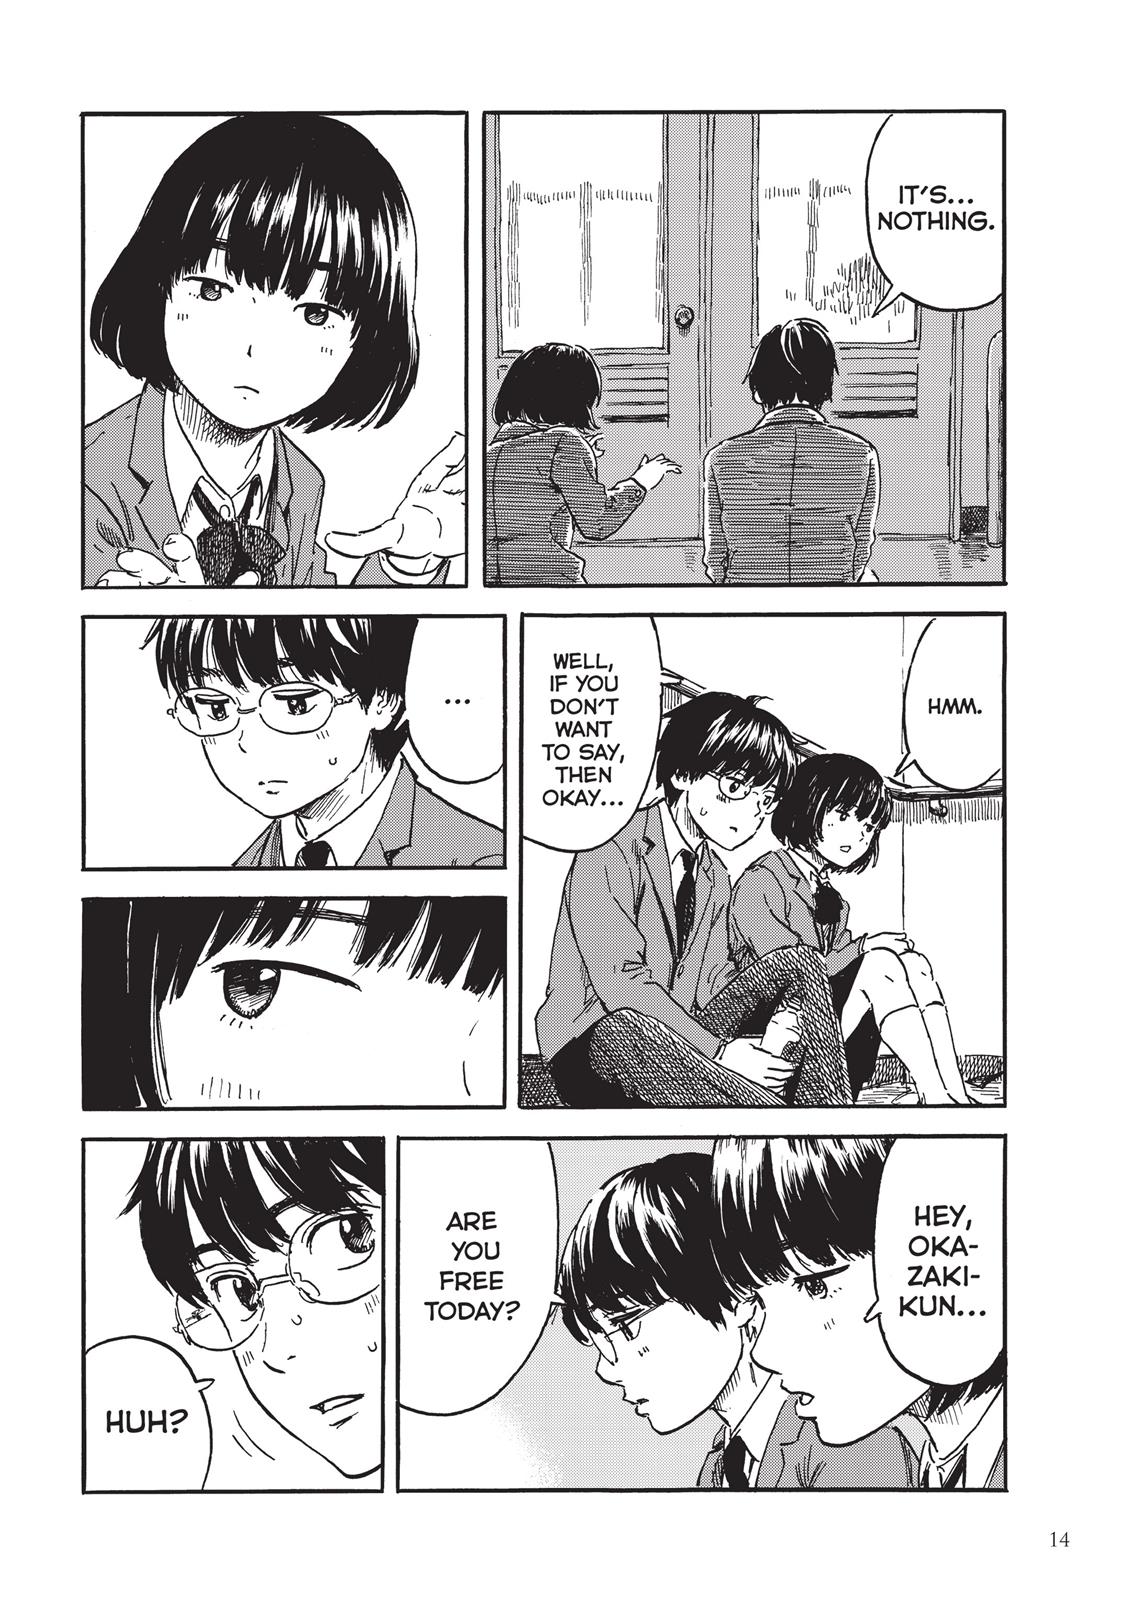 IT'S...
NOTHING.
HMM.
WELL,
IF YOU
DON'T
WANT
TO SAY,
THEN
OKAY...
...
HEY,
OKA-
ZAKI-
KUN...
ARE
YOU
FREE
TODAY?
HUH?
14